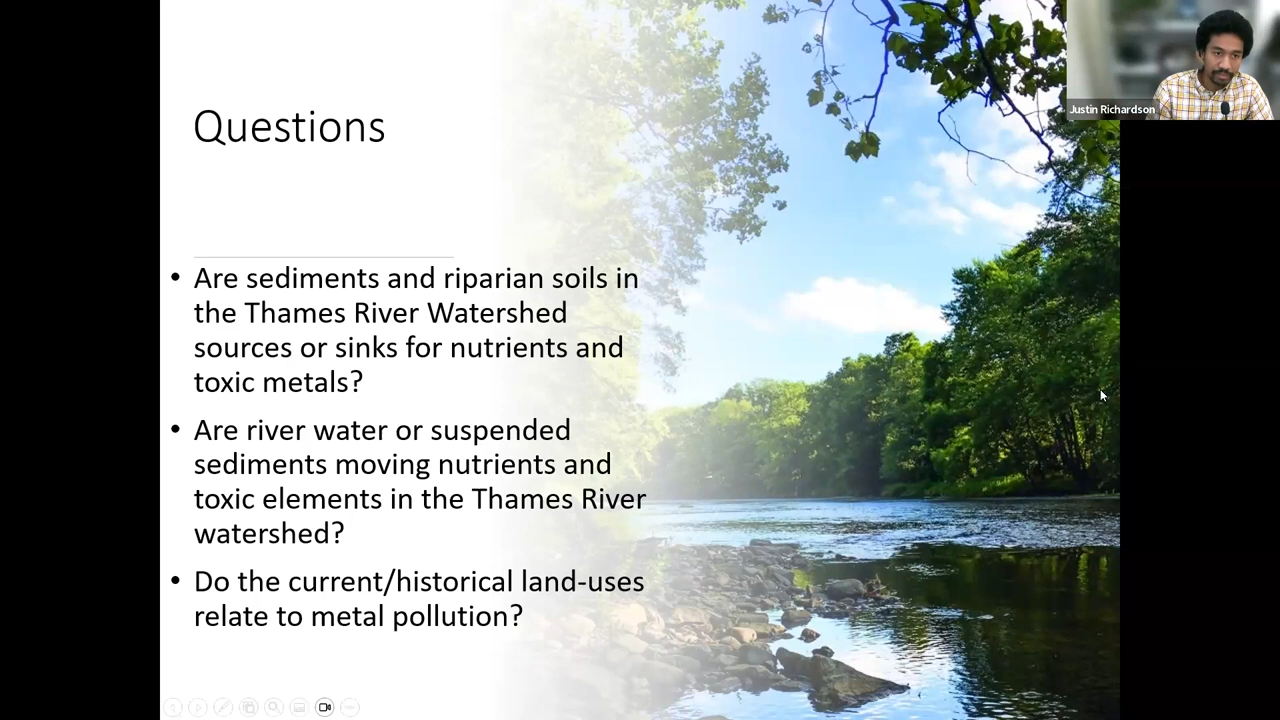 Questions
• Are sediments and riparian soils in
the Thames River Watershed
sources or sinks for nutrients and
toxic metals?
• Are river water or suspended
sediments moving nutrients and
toxic elements in the Thames River
watershed?
• Do the current/historical land-uses
relate to metal pollution?
Justin Richardson